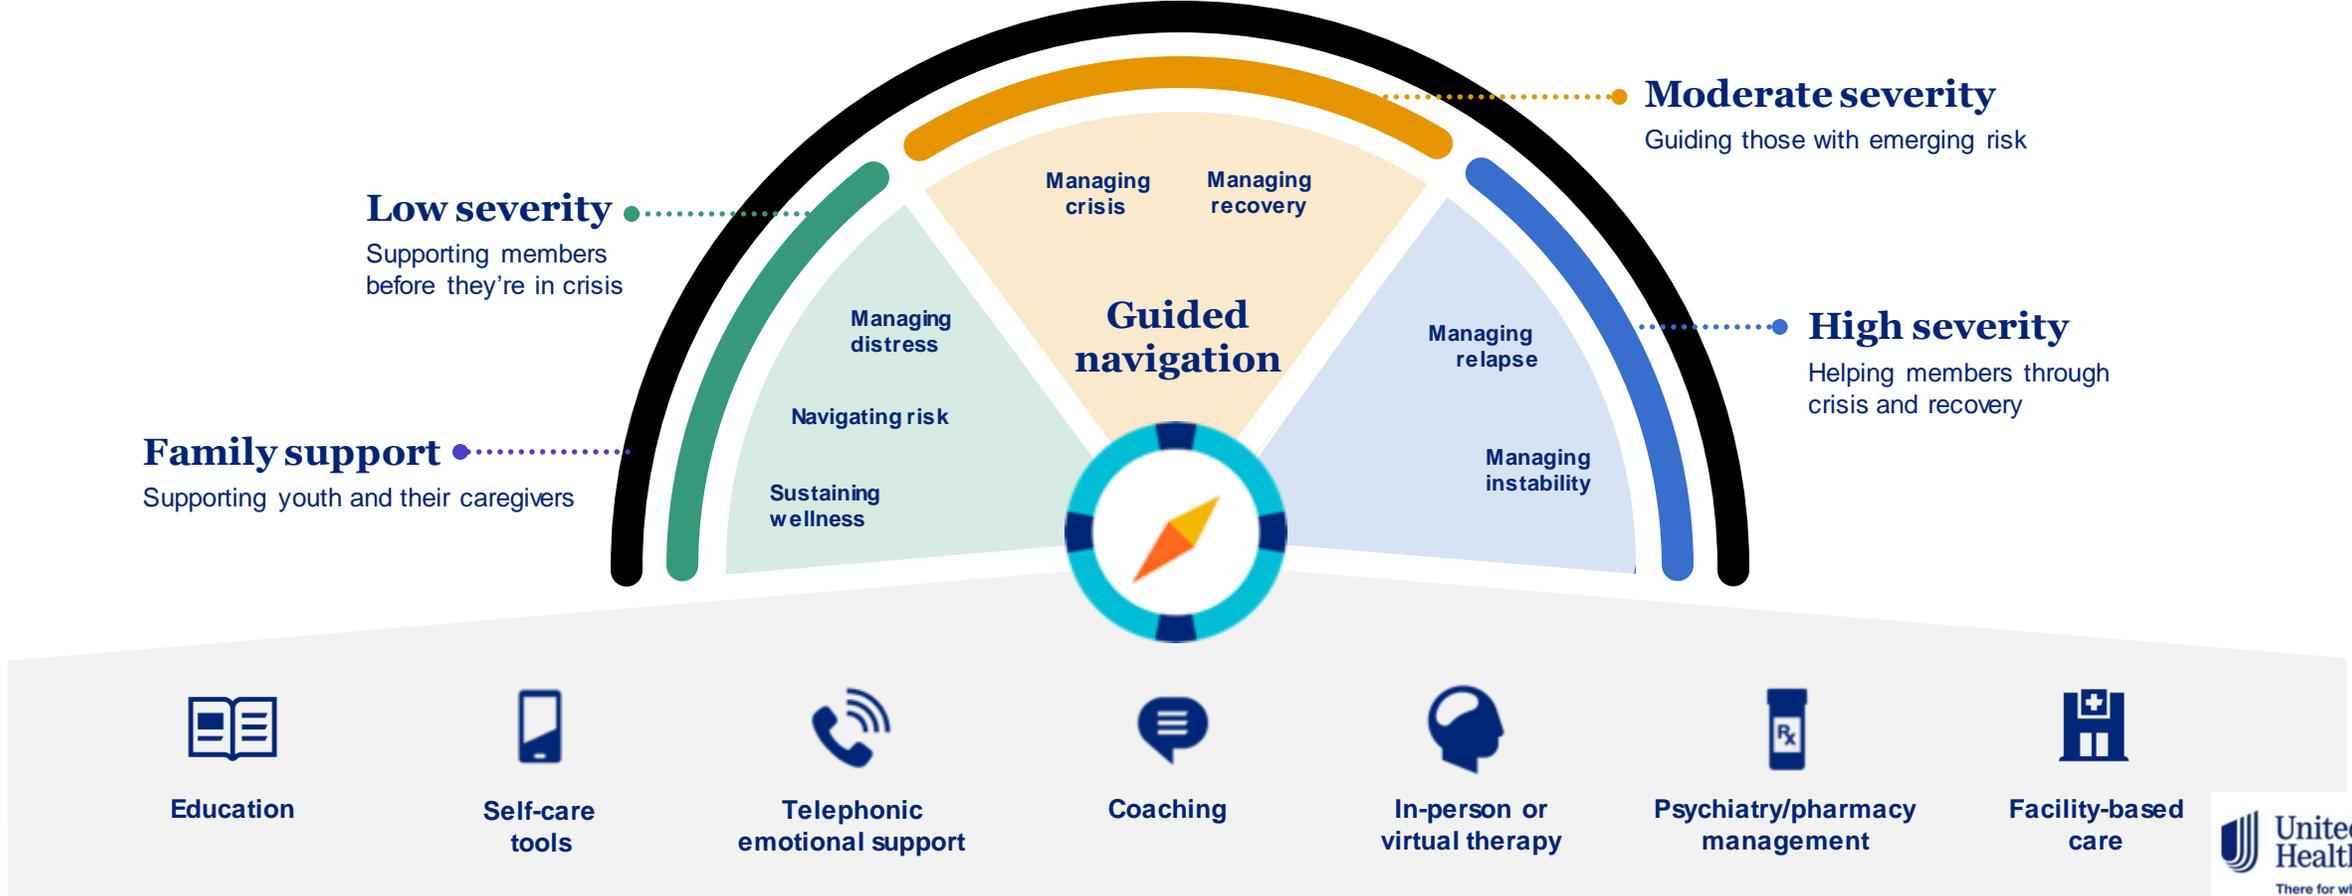 Moderate severity
Guiding those with emerging risk
Low severity
Supporting members
before they're in crisis
Family support
Supporting youth and their caregivers
High severity
Helping members through
crisis and recovery
Managing
crisis
Managing
recovery
Guided
navigation
Managing
distress
Navigating risk
Sustaining
wellness
Managing
relapse
Managing
instability
Education
Self-care
tools
Telephonic
emotional support
Coaching
In-person or
virtual therapy
Rx
Psychiatry/pharmacy
management
Facility-based
care
There for